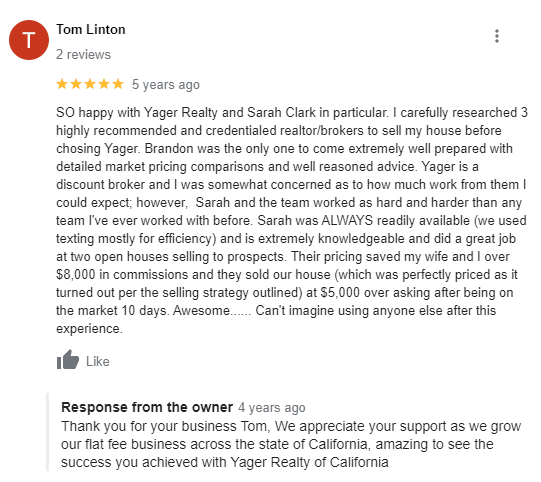 T
Tom Linton
2 reviews
5 years ago
SO happy with Yager Realty and Sarah Clark in particular. I carefully researched 3
highly recommended and credentialed realtor/brokers to sell my house before
chosing Yager. Brandon was the only one to come extremely well prepared with
detailed market pricing comparisons and well reasoned advice. Yager is a
discount broker and I was somewhat concerned as to how much work from them I
could expect; however,  Sarah and the team worked as hard and harder than any
team I've ever worked with before. Sarah was ALWAYS readily available (we used
texting mostly for efficiency) and is extremely knowledgeable and did a great job
at two open houses selling to prospects. Their pricing saved my wife and I over
$8,000 in commissions and they sold our house (which was perfectly priced as it
turned out per the selling strategy outlined) at $5,000 over asking after being on
the market 10 days. Awesome...... Can't imagine using anyone else after this
experience.
Like
Response from the owner 4 years ago
Thank you for your business Tom, We appreciate your support as we grow
our flat fee business across the state of California, amazing to see the
success you achieved with Yager Realty of California